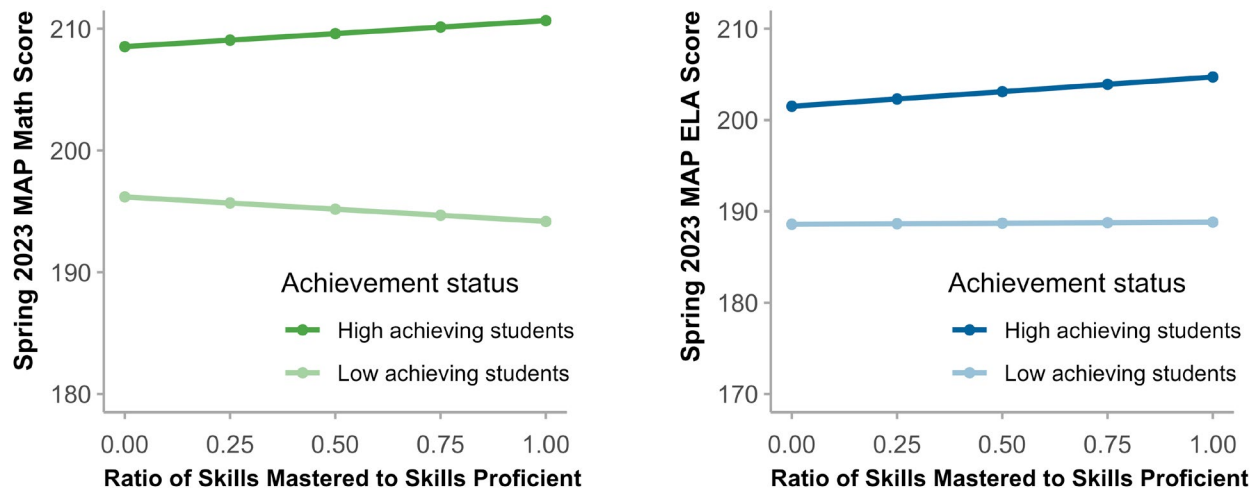 Spring 2023 MAP Math Score
210
200
190
180
Achievement status
High achieving students
Low achieving students
0.00 0.25 0.50 0.75 1.00
Ratio of Skills Mastered to Skills Proficient
Spring 2023 MAP ELA Score
210
200
190
180
170
Achievement status
High achieving students
Low achieving students
0.00 0.25 0.50 0.75 1.00
Ratio of Skills Mastered to Skills Proficient